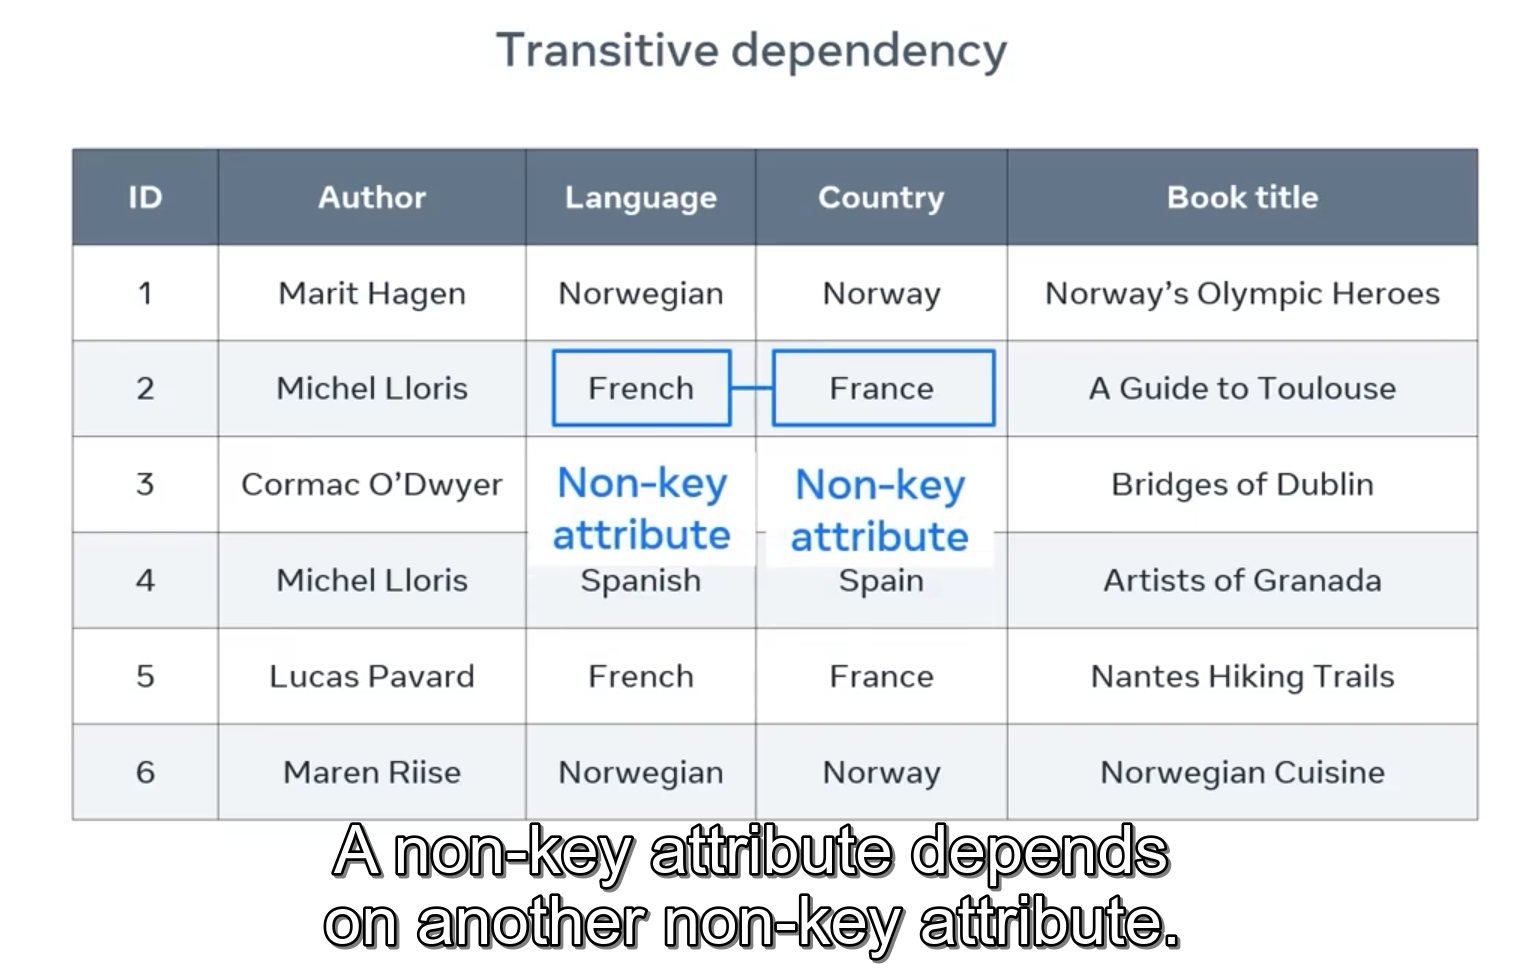 Transitive dependency
ID Author Language Country Book title
1 Marit Hagen Norwegian Norway Norway’s Olympic Heroes
2 Michel Lloris French France A Guide to Toulouse
3 Cormac O’Dwyer Non-key attribute Non-key attribute Bridges of Dublin
4 Michel Lloris Spanish Spain Artists of Granada
5 Lucas Pavard French France Nantes Hiking Trails
6 Maren Riise Norwegian Norway Norwegian Cuisine
A non-key attribute depends
on another non-key attribute.